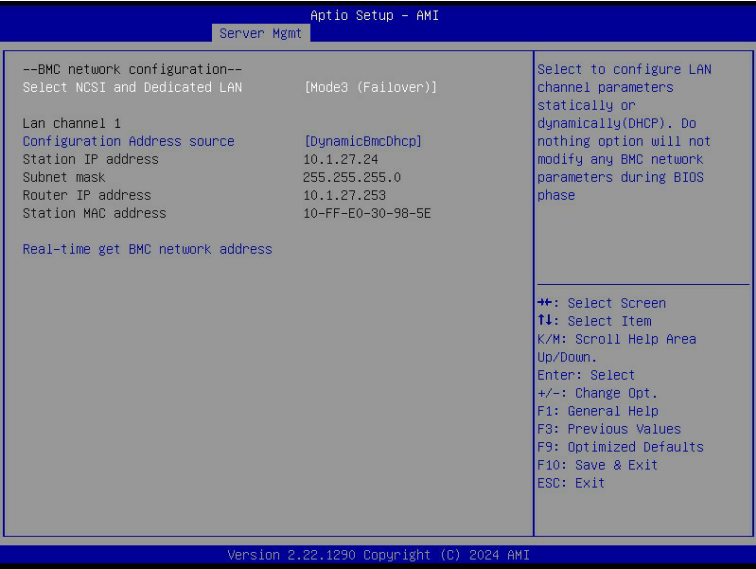 Aptio Setup – AMI
Server Mgmt
--BMC network configuration--
Select NCSI and Dedicated LAN [Mode3 (Failover)]
Lan channel 1
Configuration Address source [DynamicBmcDhcp]
Station IP address 10.1.27.24
Subnet mask 255.255.255.0
Router IP address 10.1.27.253
Station MAC address 10-FF-E0-30-98-5E
Real-time get BMC network address
Select to configure LAN
channel parameters
statically or
dynamically(DHCP). Do
nothing option will not
modify any BMC network
parameters during BIOS
phase
→←: Select Screen
↑↓: Select Item
K/M: Scroll Help Area
Up/Down.
Enter: Select
+/-: Change Opt.
F1: General Help
F3: Previous Values
F9: Optimized Defaults
F10: Save & Exit
ESC: Exit
Version 2.22.1290 Copyright (C) 2024 AMI